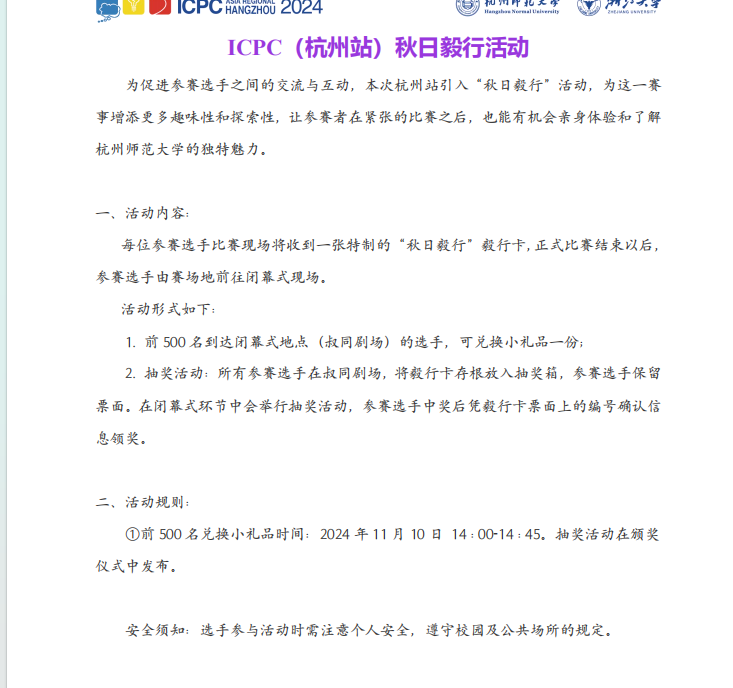 ICPC ASIA REGIONAL HANGZHOU 2024
杭州师范大学
Hangzhou Normal University
浙江大学
ZHEJIANG UNIVERSITY
ICPC（杭州站）秋日毅行活动
为促进参赛选手之间的交流与互动，本次杭州站引入“秋日毅行”活动，为这一赛
事增添更多趣味性和探索性，让参赛者在紧张的比赛之后，也能有机会亲身体验和了解
杭州师范大学的独特魅力。
一、活动内容：
每位参赛选手比赛现场将收到一张特制的“秋日毅行”毅行卡，正式比赛结束以后，
参赛选手由赛场地前往闭幕式现场。
活动形式如下：
1. 前 500 名到达闭幕式地点（叔同剧场）的选手，可兑换小礼品一份；
2. 抽奖活动：所有参赛选手在叔同剧场，将毅行卡存根放入抽奖箱，参赛选手保留
票面。在闭幕式环节中会举行抽奖活动，参赛选手中奖后凭毅行卡票面上的编号确认信
息领奖。
二、活动规则：
①前 500 名兑换小礼品时间：2024 年 11 月 10 日 14：00-14：45。抽奖活动在颁奖
仪式中发布。
安全须知：选手参与活动时需注意个人安全，遵守校园及公共场所的规定。